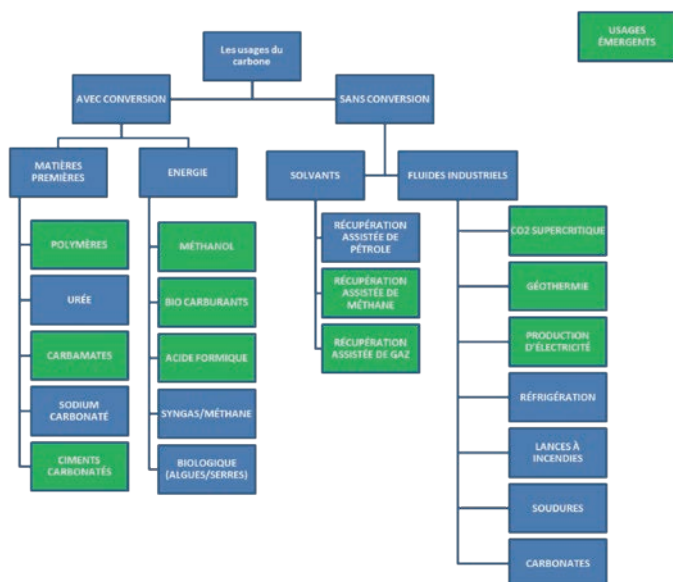 USAGES
ÉMERGENTS
Les usages du
carbone
AVEC CONVERSION
SANS CONVERSION
MATIÈRES
PREMIÈRES
ENERGIE
SOLVANTS
FLUIDES INDUSTRIELS
POLYMÈRES
URÉE
CARBAMATES
SODIUM
CARBONATÉ
CIMENTS
CARBONATÉS
MÉTHANOL
BIO CARBURANTS
ACIDE FORMIQUE
SYNGAS/MÉTHANE
BIOLOGIQUE
(ALGUES/SERRES)
RÉCUPÉRATION
ASSISTÉE DE
PÉTROLE
RÉCUPÉRATION
ASSISTÉE DE
MÉTHANE
RÉCUPÉRATION
ASSISTÉE DE GAZ
CO2 SUPERCRITIQUE
GÉOTHERMIE
PRODUCTION
D'ÉLECTRICITÉ
RÉFRIGÉRATION
LANCES À
INCENDIES
SOUDURES
CARBONATES